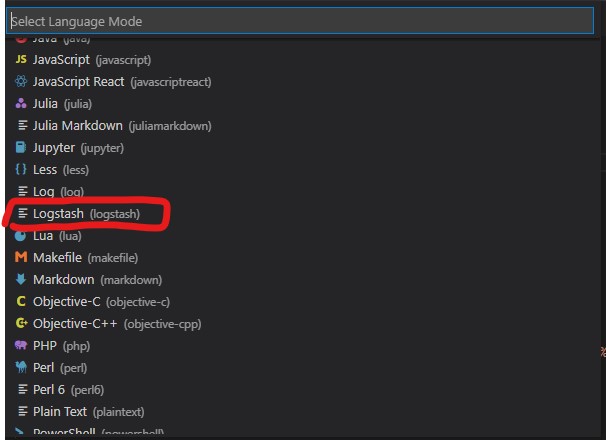 Select Language Mode
Java (java)
JS JavaScript (javascript)
JavaScript React (javascriptreact)
Julia (julia)
Julia Markdown (juliamarkdown)
Jupyter (jupyter)
{} Less (less)
Log (log)
Logstash (logstash)
Lua (lua)
M Makefile (makefile)
Markdown (markdown)
C Objective-C (objective-c)
C+ Objective-C++ (objective-cpp)
php PHP (php)
Perl (perl)
Perl 6 (perl6)
Plain Text (plaintext)
PowerShell (powershell)
%